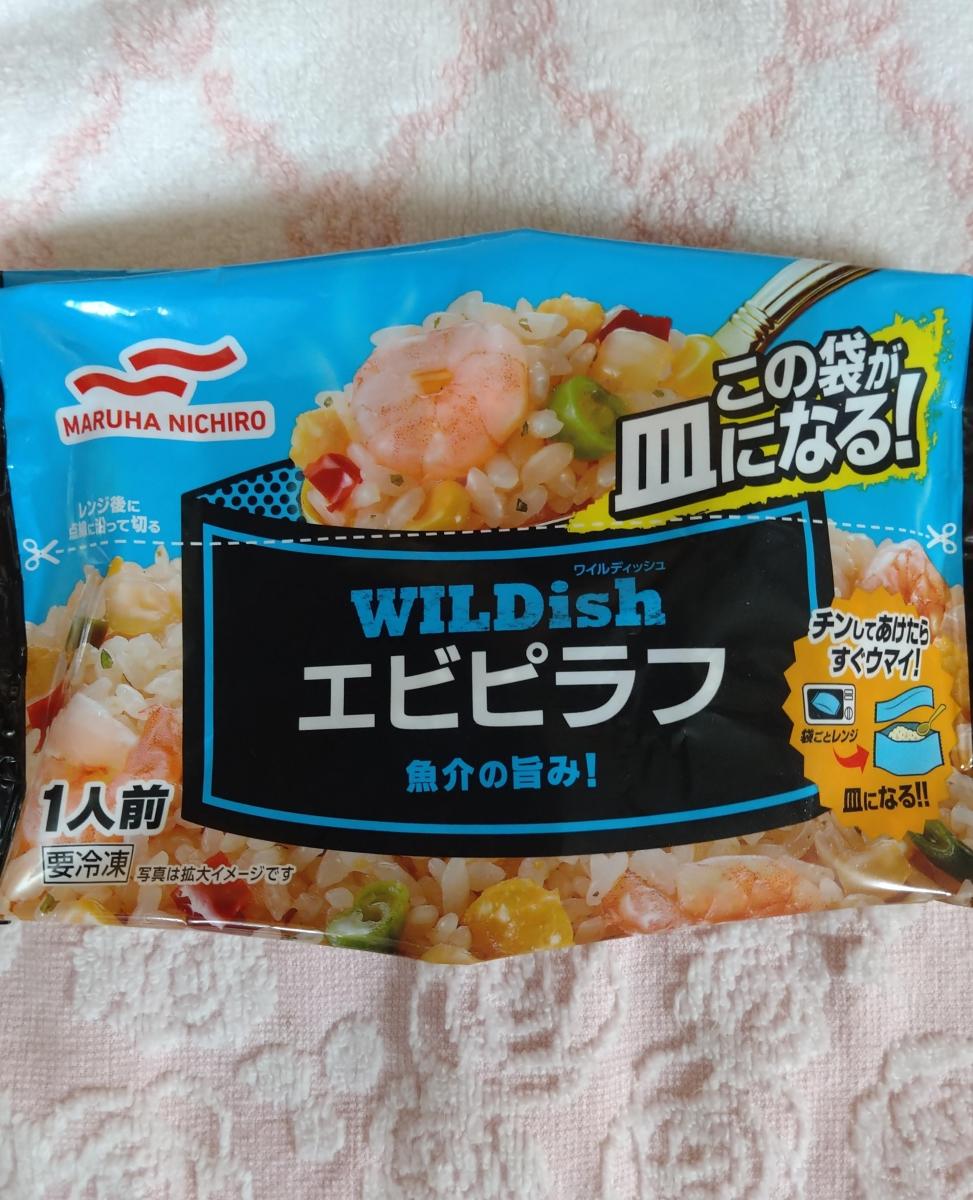 MARUHA NICHIRO
この袋が
皿になる!
レンジ後に
点線に沿って切る
ワイルディッシュ
WILDish
エビピラフ
魚介の旨み!
チンしてあけたら
すぐウマイ!
袋ごとレンジ
皿になる!!
1人前
要冷凍
写真は拡大イメージです